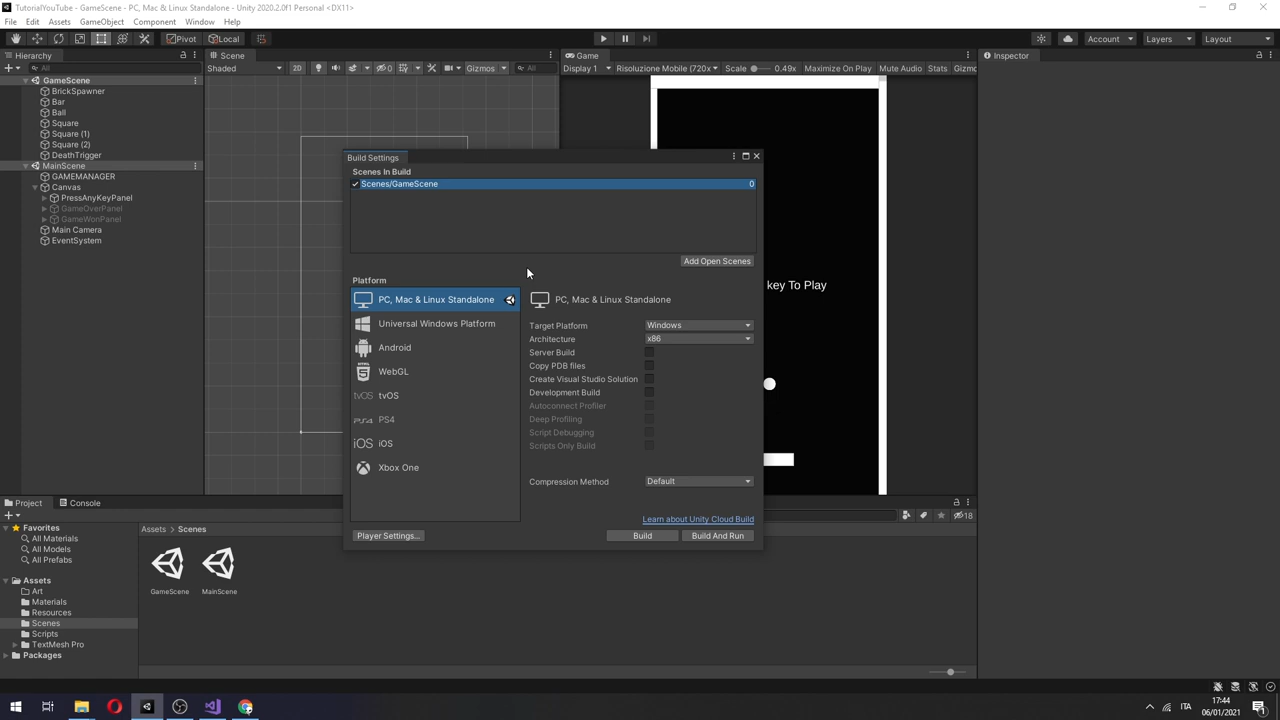 TutorialYouTube - GameScene - PC, Mac & Linux Standalone - Unity 2020.2.0f1 Personal <DX11>
File Edit Assets GameObject Component Window Help
Pivot Local
Account Layers Layout
Hierarchy
Scene
Game
Inspector
All
Shaded 2D 0 Gizmos All
Display 1 Risoluzione Mobile (720x Scale 0.49x Maximize On Play Mute Audio Stats Gizmo
GameScene
BrickSpawner
Bar
Ball
Square
Square (1)
Square (2)
DeathTrigger
MainScene
GAMEMANAGER
Canvas
PressAnyKeyPanel
GameOverPanel
GameWonPanel
Main Camera
EventSystem
Build Settings
Scenes In Build
Scenes/GameScene 0
Add Open Scenes
Platform
PC, Mac & Linux Standalone
Universal Windows Platform
Android
WebGL
tvOS tvOS
PS4 PS4
iOS iOS
Xbox One
PC, Mac & Linux Standalone
Target Platform Windows
Architecture x86
Server Build
Copy PDB files
Create Visual Studio Solution
Development Build
Autoconnect Profiler
Deep Profiling
Script Debugging
Scripts Only Build
Compression Method Default
Learn about Unity Cloud Build
Player Settings... Build Build And Run
key To Play
Project Console
18
Favorites
All Materials
All Models
All Prefabs
Assets
Art
Materials
Resources
Scenes
Scripts
TextMesh Pro
Packages
Assets Scenes
GameScene MainScene
ITA
17:44
06/01/2021
1